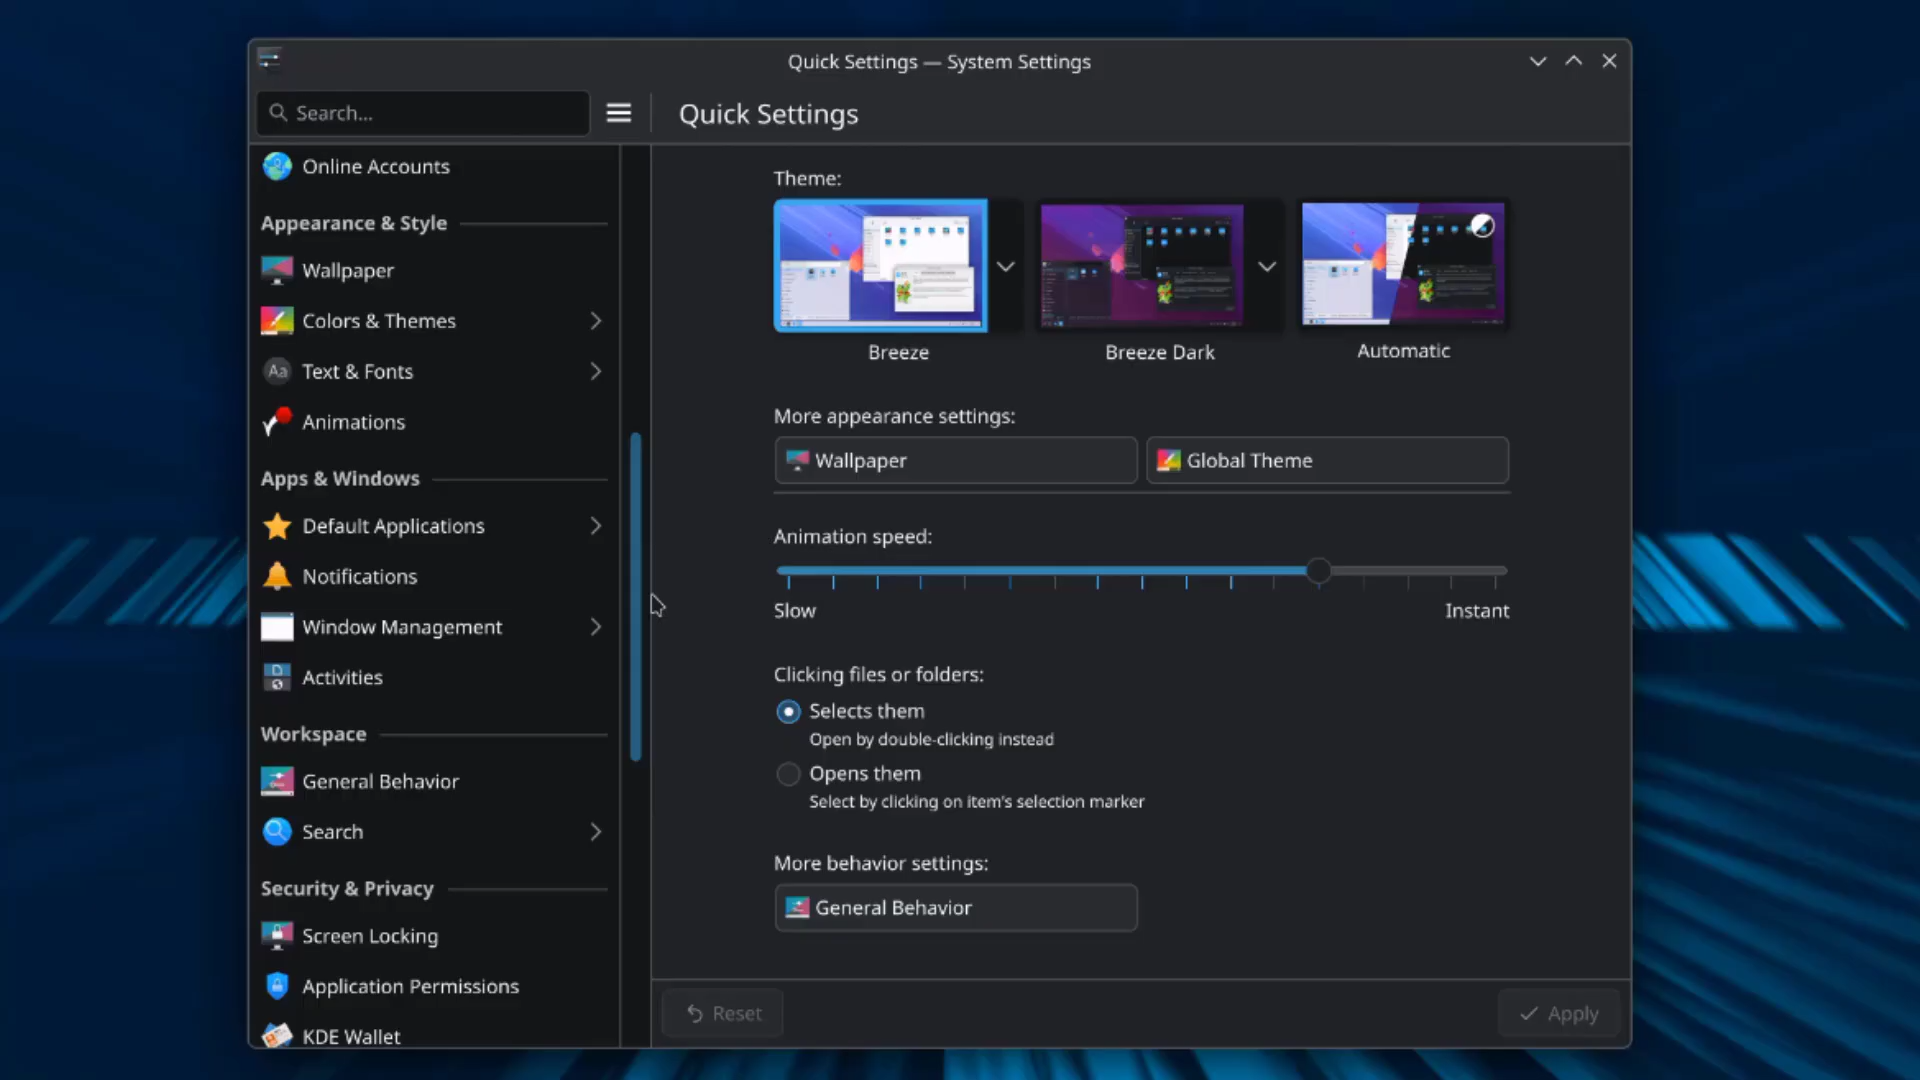 Quick Settings — System Settings
Search...
Quick Settings
Online Accounts
Appearance & Style
Wallpaper
Colors & Themes
Aa Text & Fonts
Animations
Apps & Windows
Default Applications
Notifications
Window Management
Activities
Workspace
General Behavior
Search
Security & Privacy
Screen Locking
Application Permissions
KDE Wallet
Theme:
Breeze
Breeze Dark
Automatic
More appearance settings:
Wallpaper
Global Theme
Animation speed:
Slow
Instant
Clicking files or folders:
Selects them
Open by double-clicking instead
Opens them
Select by clicking on item's selection marker
More behavior settings:
General Behavior
Reset
Apply